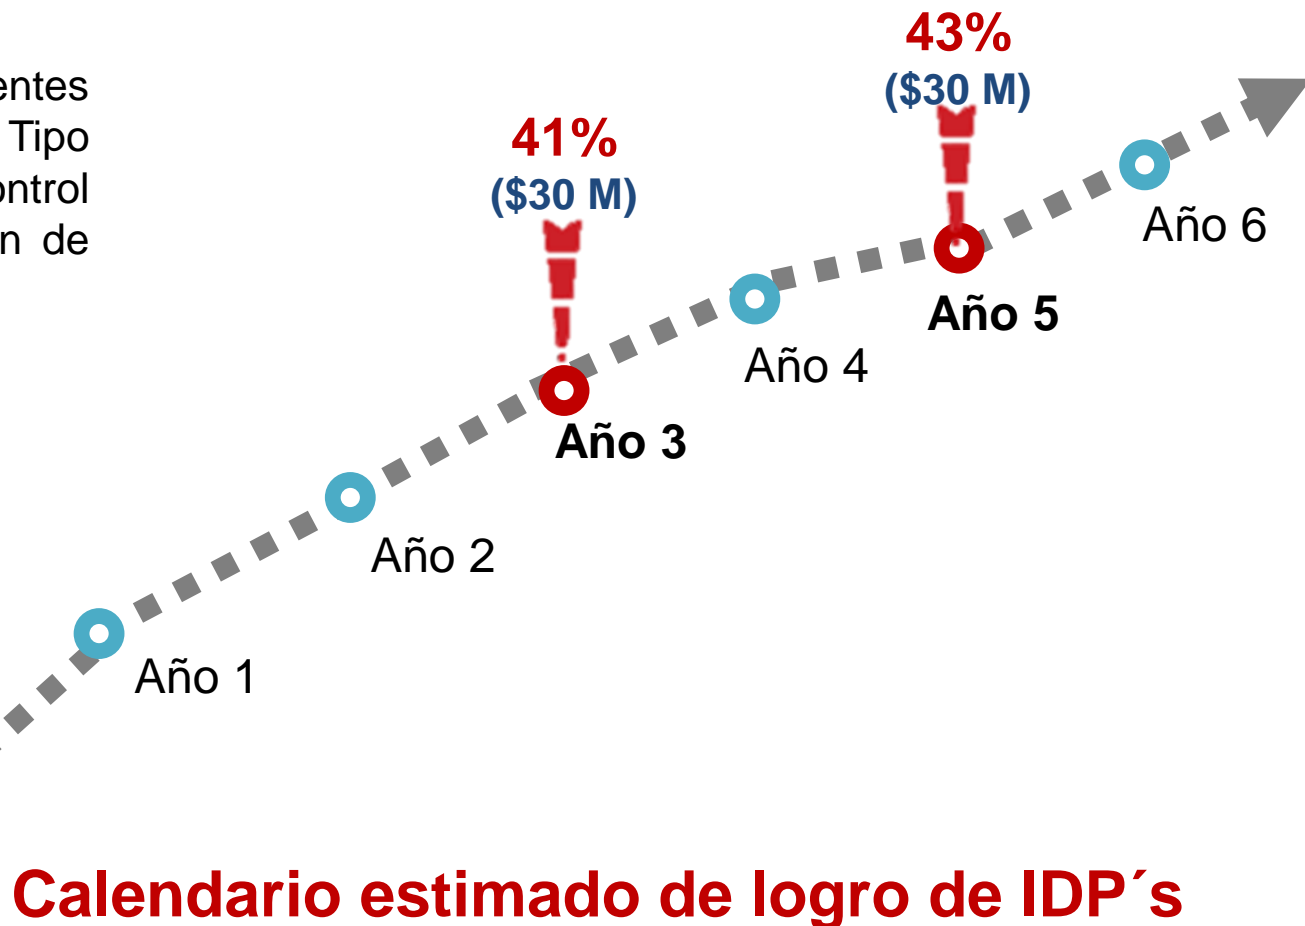 43%
($30 M)
entes
Tipo
ontrol
n de
41%
($30 M)
Año 6
Año 5
Año 4
Año 3
Año 2
Año 1
Calendario estimado de logro de IDP´s